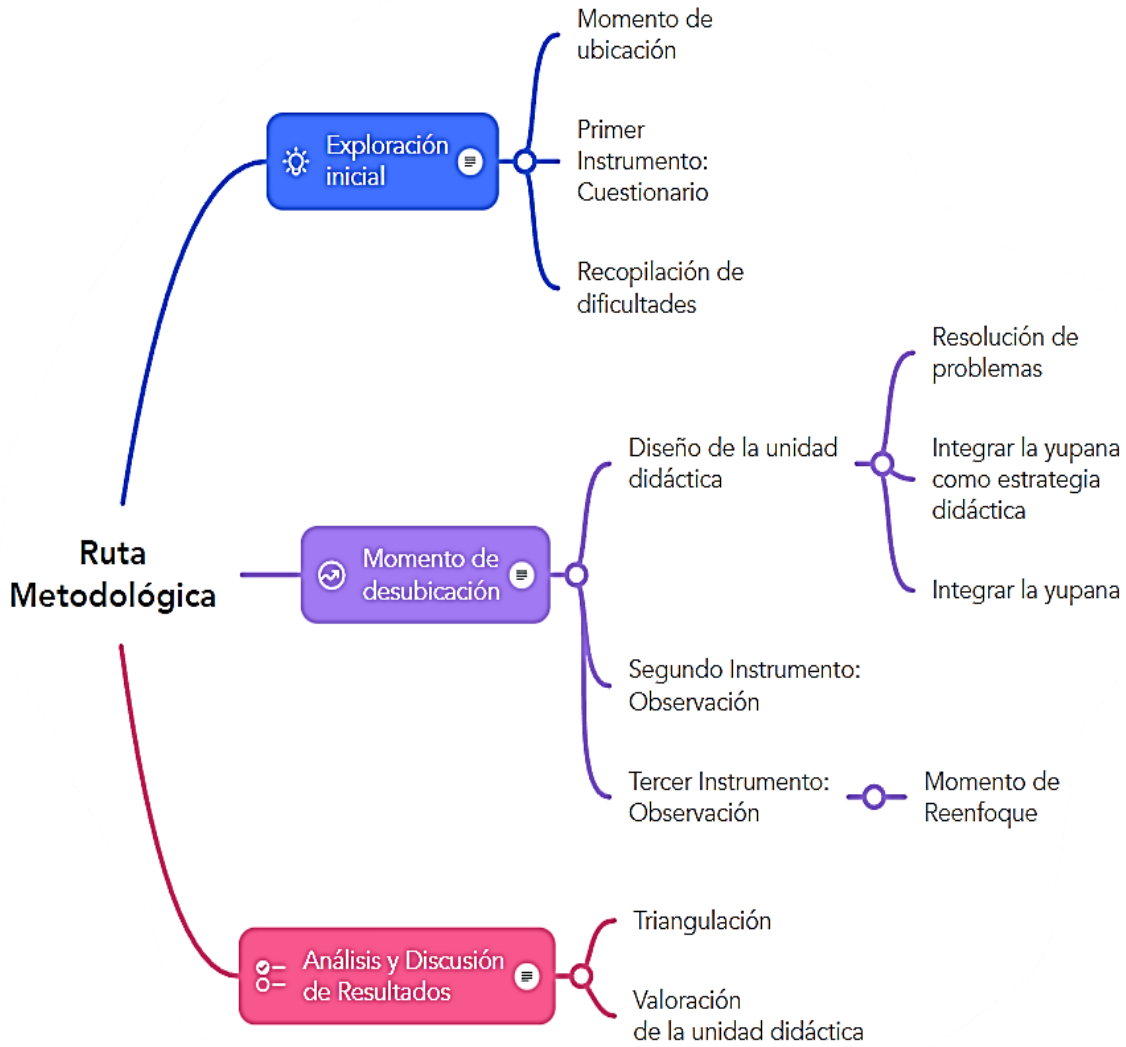 Ruta
Metodológica
Exploración
inicial
Momento de
ubicación
Primer
Instrumento:
Cuestionario
Recopilación de
dificultades
Momento de
desubicación
Diseño de la unidad
didáctica
Resolución de
problemas
Integrar la yupana
como estrategia
didáctica
Integrar la yupana
Segundo Instrumento:
Observación
Tercer Instrumento:
Observación
Momento de
Reenfoque
Análisis y Discusión
de Resultados
Triangulación
Valoración
de la unidad didáctica